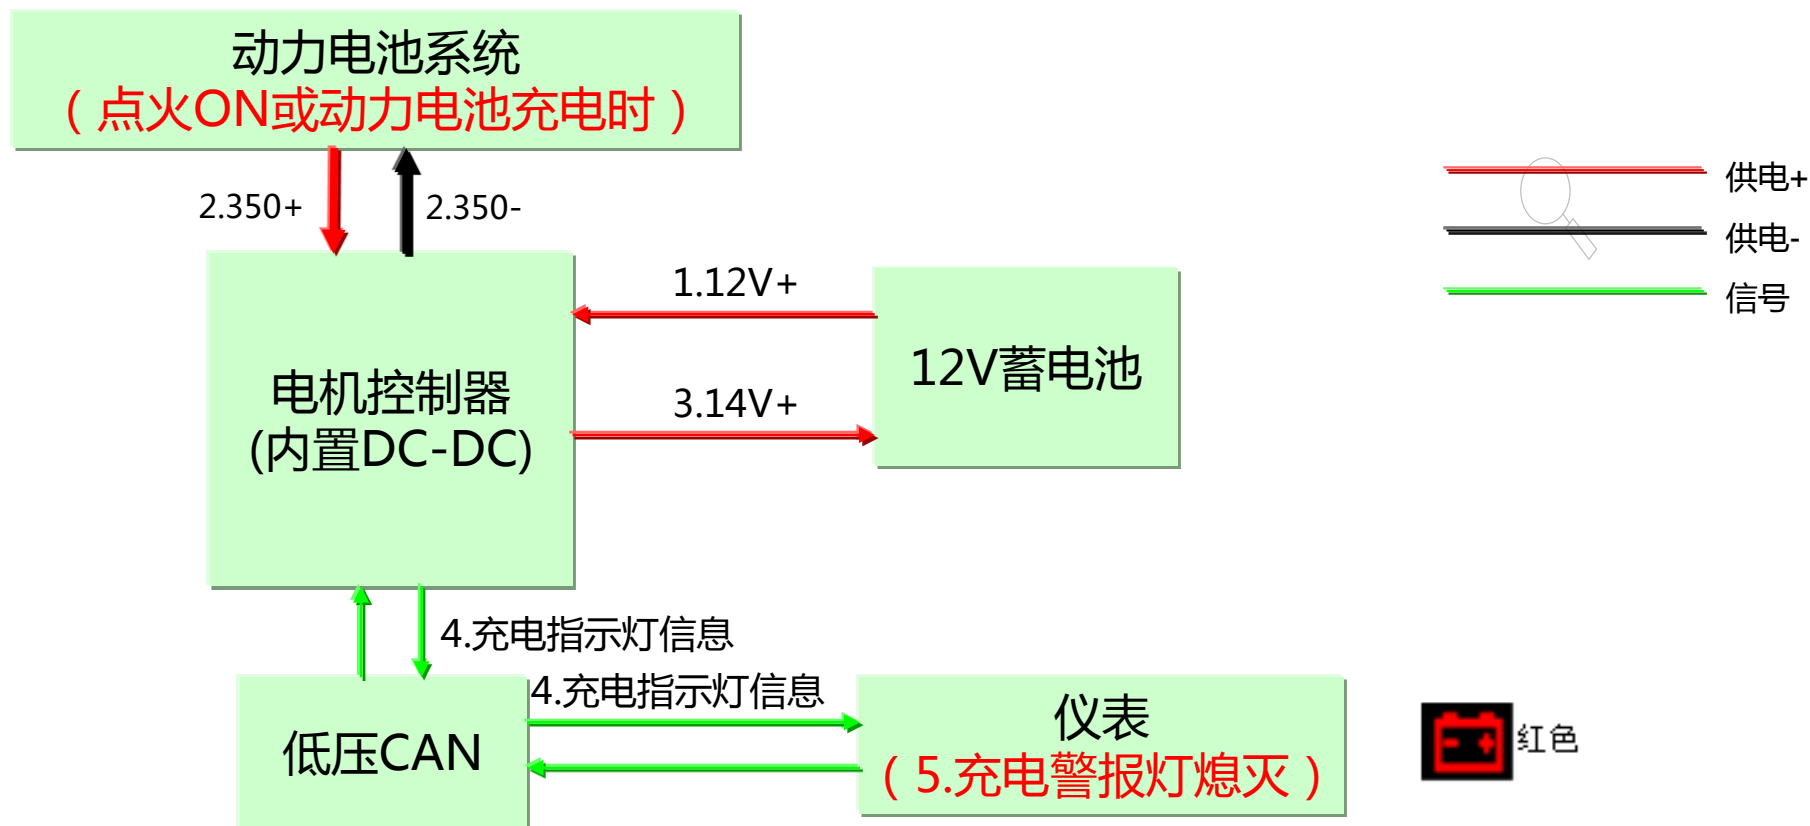 动力电池系统
（点火ON或动力电池充电时）
2.350+
2.350-
供电+
供电-
信号
1.12V+
12V蓄电池
电机控制器
(内置DC-DC)
3.14V+
4.充电指示灯信息
4.充电指示灯信息
低压CAN
仪表
（5.充电警报灯熄灭）
红色